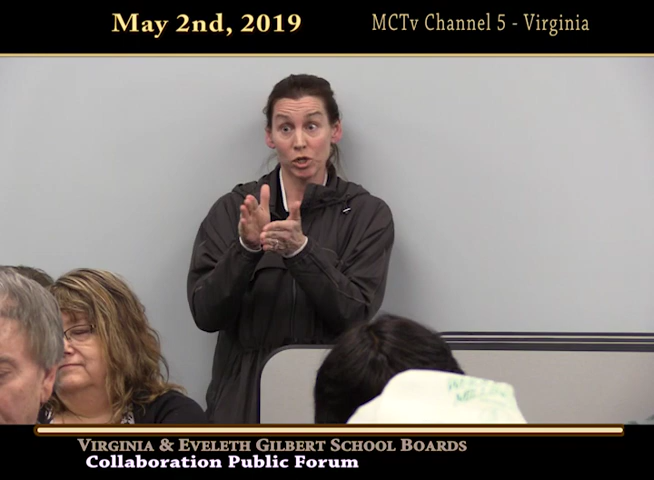 May 2nd, 2019
MCTv Channel 5 - Virginia
Virginia & Eveleth Gilbert School Boards
Collaboration Public Forum